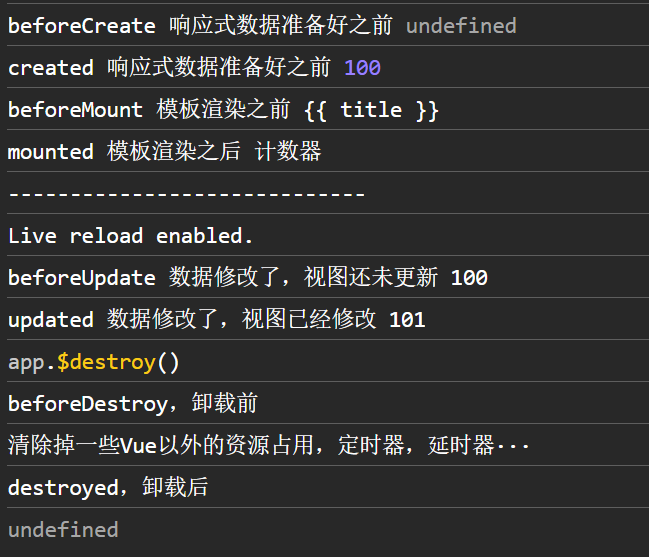 beforeCreate 响应式数据准备好之前 undefined
created 响应式数据准备好之前 100
beforeMount 模板渲染之前 {{ title }}
mounted 模板渲染之后 计数器
-----------------------------
Live reload enabled.
beforeUpdate 数据修改了，视图还未更新 100
updated 数据修改了，视图已经修改 101
app.$destroy()
beforeDestroy，卸载前
清除掉一些Vue以外的资源占用，定时器，延时器···
destroyed，卸载后
undefined